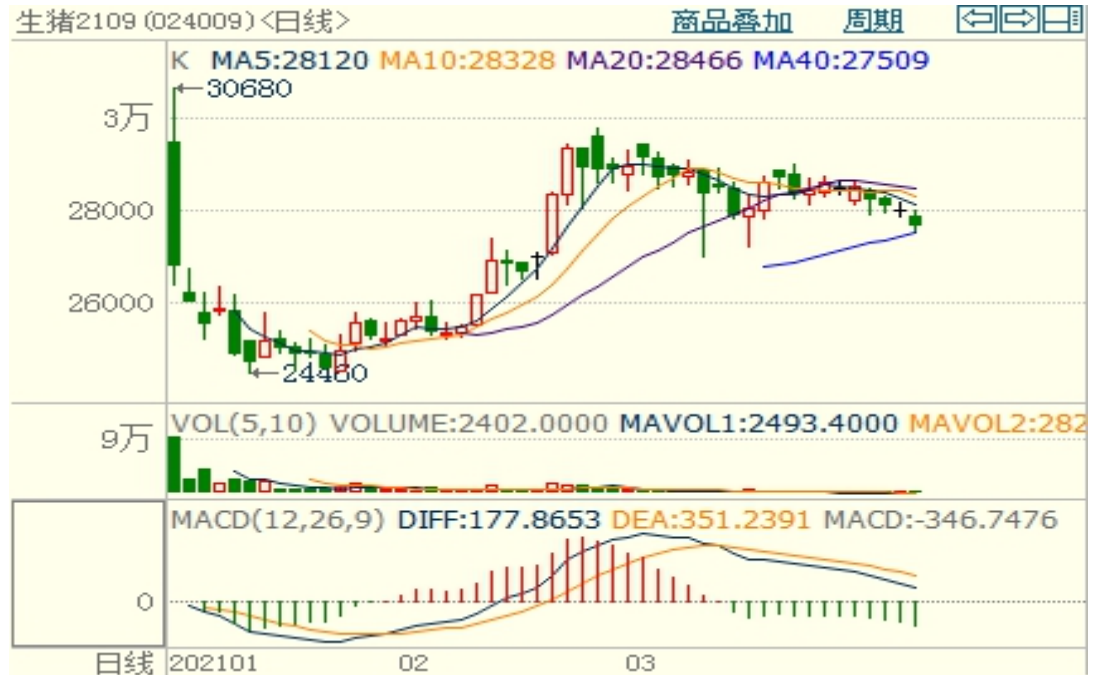 生猪2109(024009)<日线> 商品叠加 周期
K MA5:28120 MA10:28328 MA20:28466 MA40:27509
30680
3万
28000
26000
24460
VOL(5,10) VOLUME:2402.0000 MAVOL1:2493.4000 MAVOL2:282
9万
MACD(12,26,9) DIFF:177.8653 DEA:351.2391 MACD:-346.7476
0
日线 202101 02 03